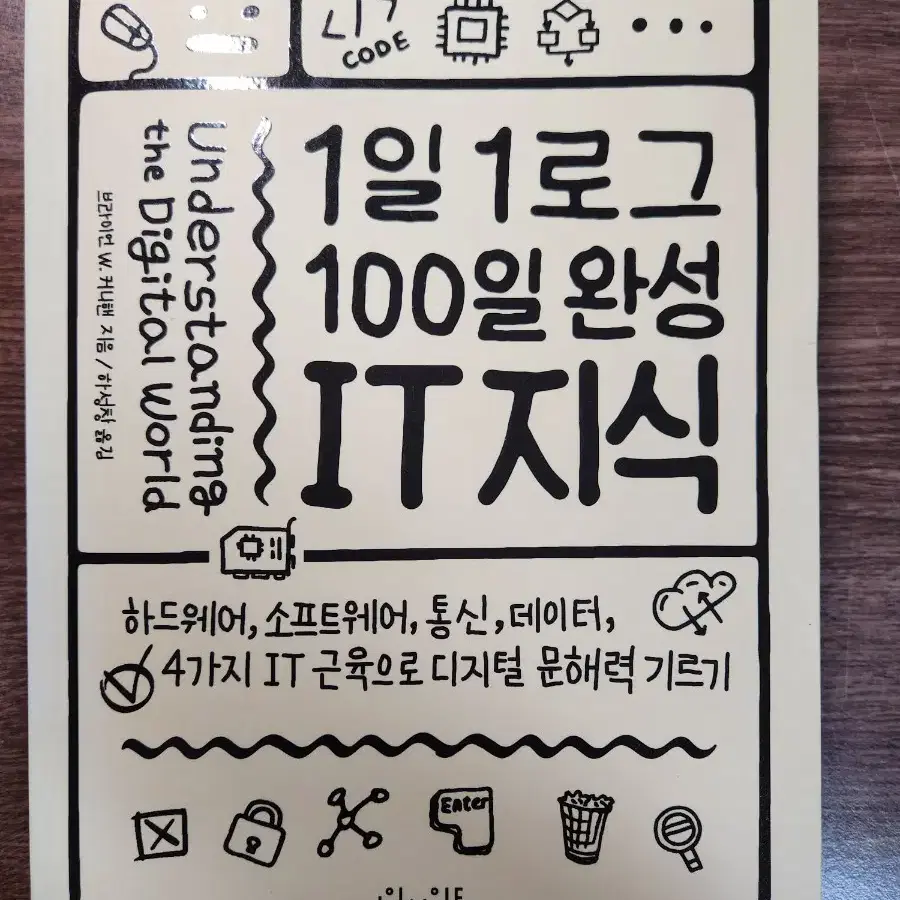 CODE
1일 1로그
100일 완성
IT 지식
Understanding
the Digital World
브라이언 W. 커니핸 지음 / 하성창 옮김
하드웨어, 소프트웨어, 통신, 데이터,
4가지 IT 근육으로 디지털 문해력 기르기
Enter